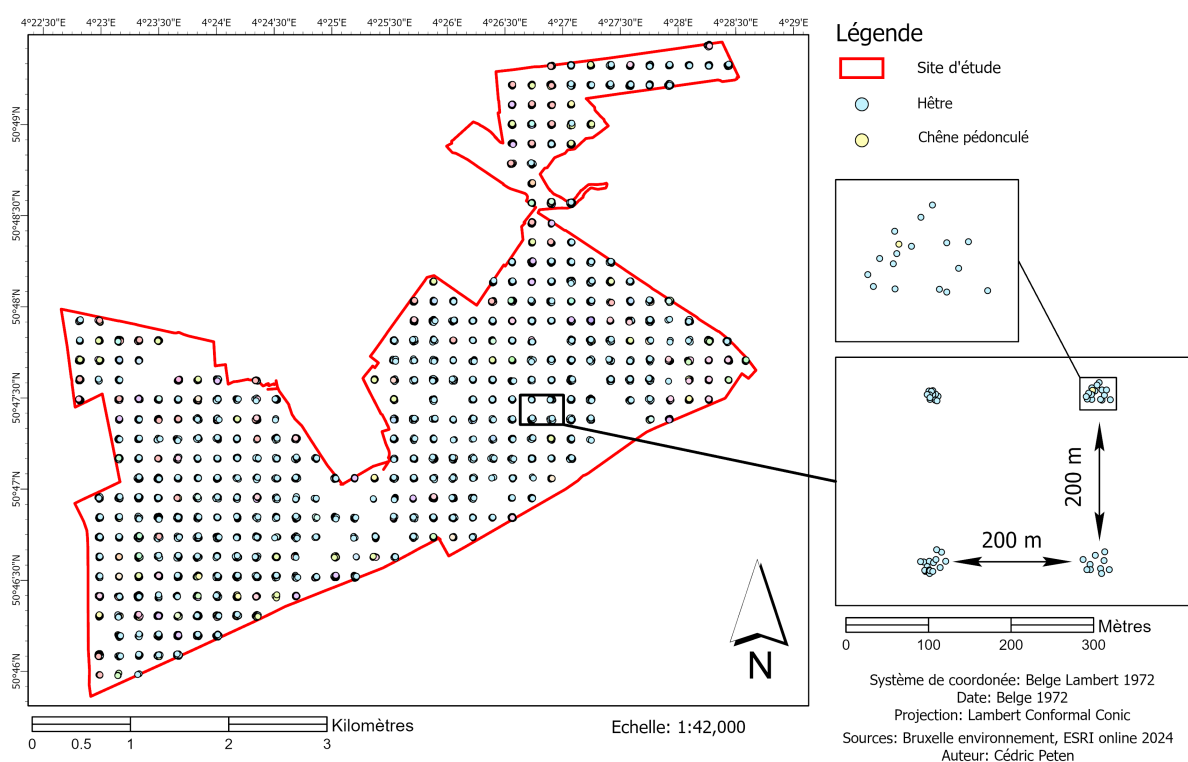 4°22'30"E 4°23'E 4°23'30"E 4°24'E 4°24'30"E 4°25'E 4°25'30"E 4°26'E 4°26'30"E 4°27'E 4°27'30"E 4°28'E 4°28'30"E 4°29'E
50°49'N
50°48'30"N
50°48'N
50°47'30"N
50°47'N
50°46'30"N
50°46'N
N
Kilomètres
0 0.5 1 2 3
Echelle: 1:42,000
Légende
Site d'étude
Hêtre
Chêne pédonculé
200 m
200 m
Mètres
0 100 200 300
Système de coordonée: Belge Lambert 1972
Date: Belge 1972
Projection: Lambert Conformal Conic
Sources: Bruxelle environnement, ESRI online 2024
Auteur: Cédric Peten